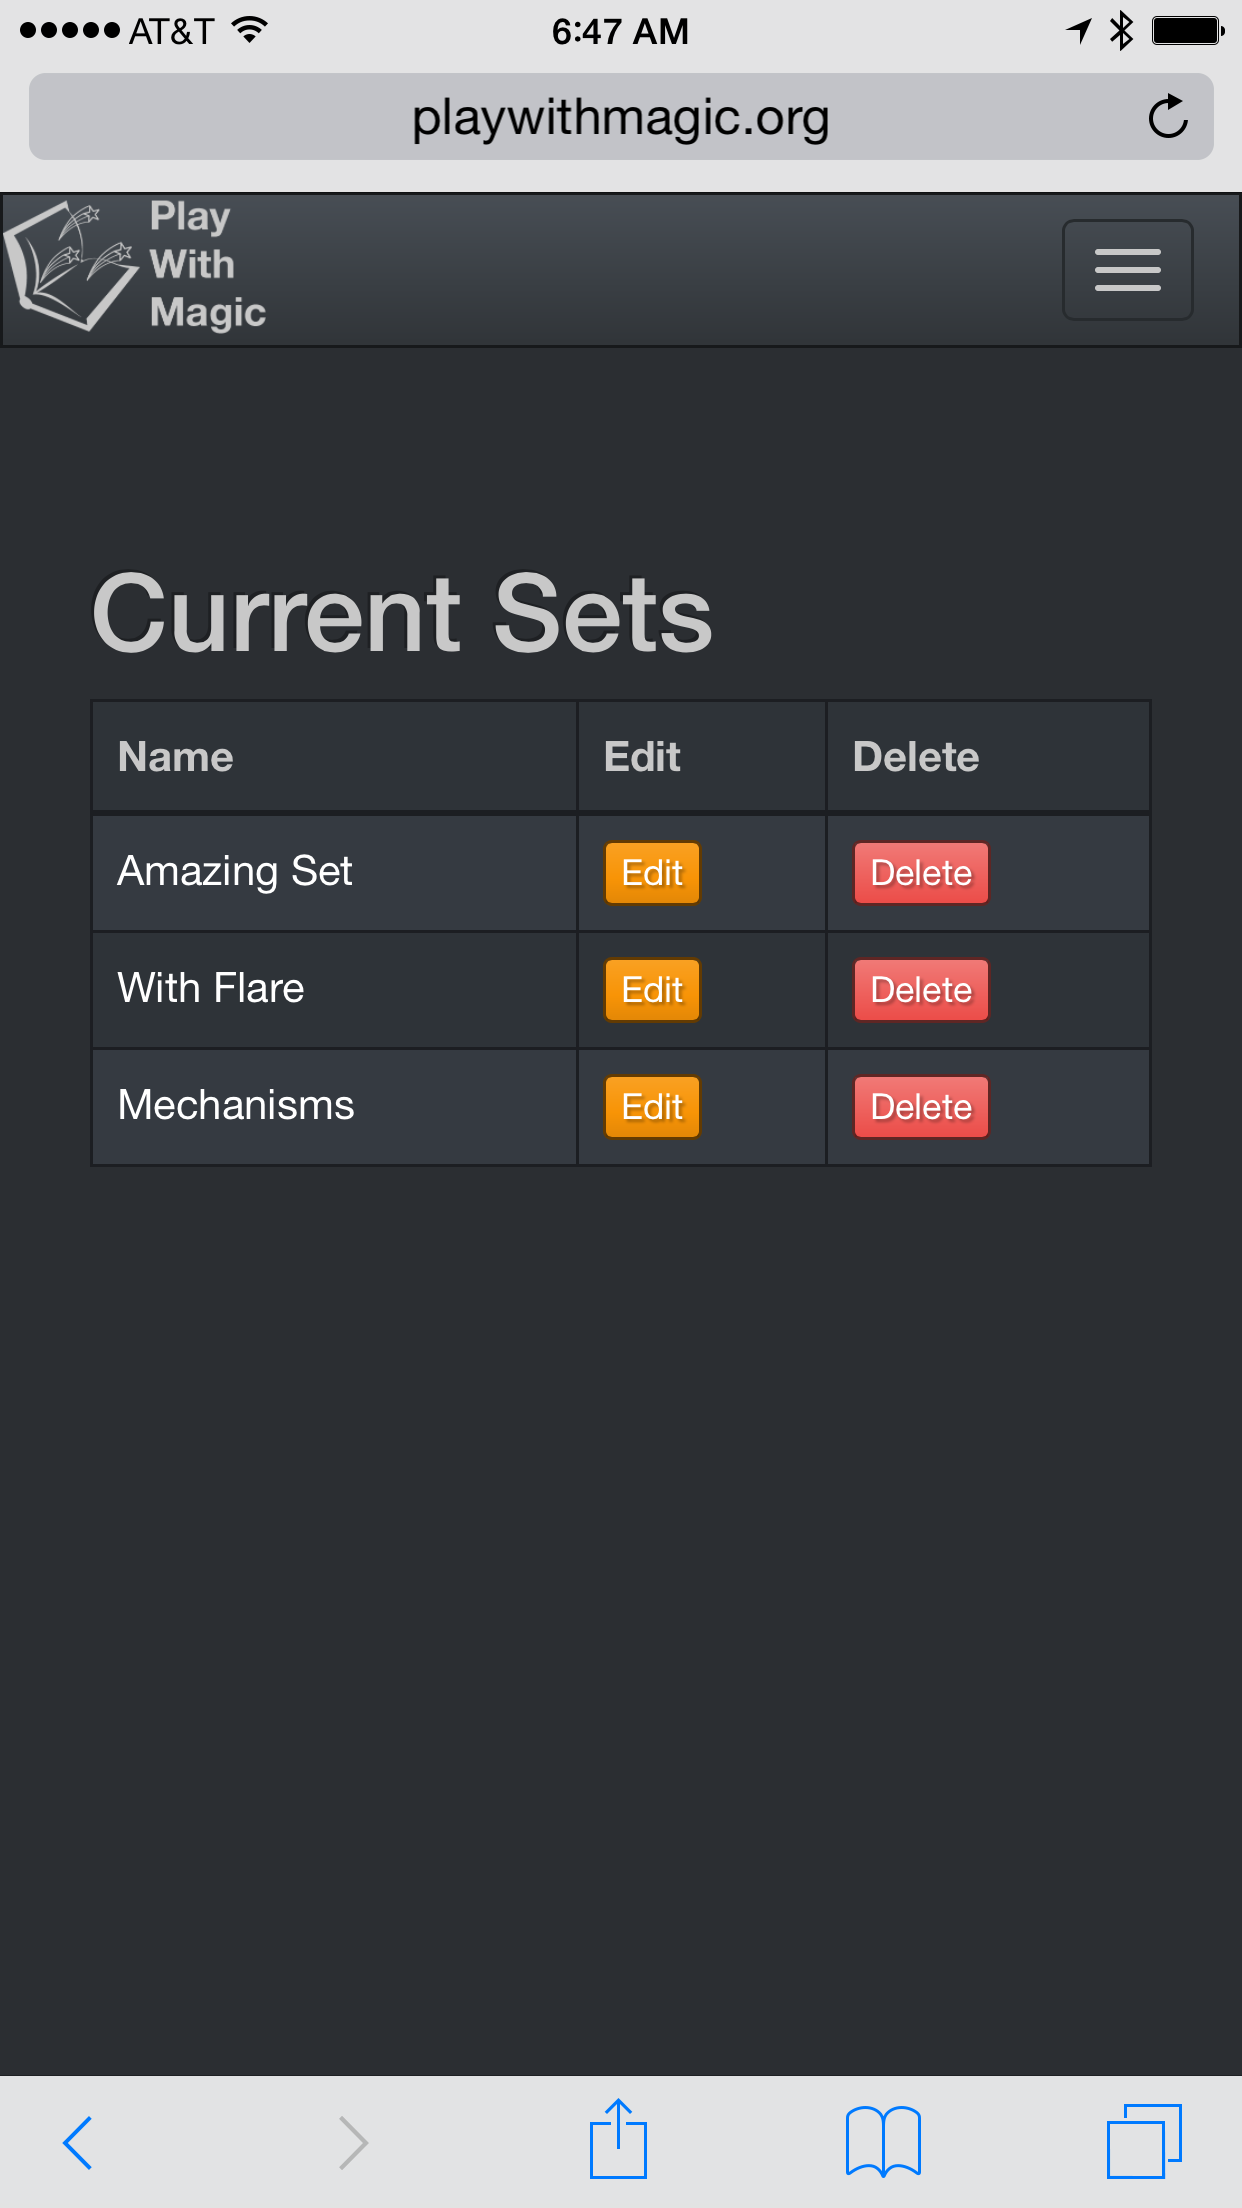 AT&T 6:47 AM
playwithmagic.org
Play
With
Magic
Current Sets
Name Edit Delete
Amazing Set Edit Delete
With Flare Edit Delete
Mechanisms Edit Delete